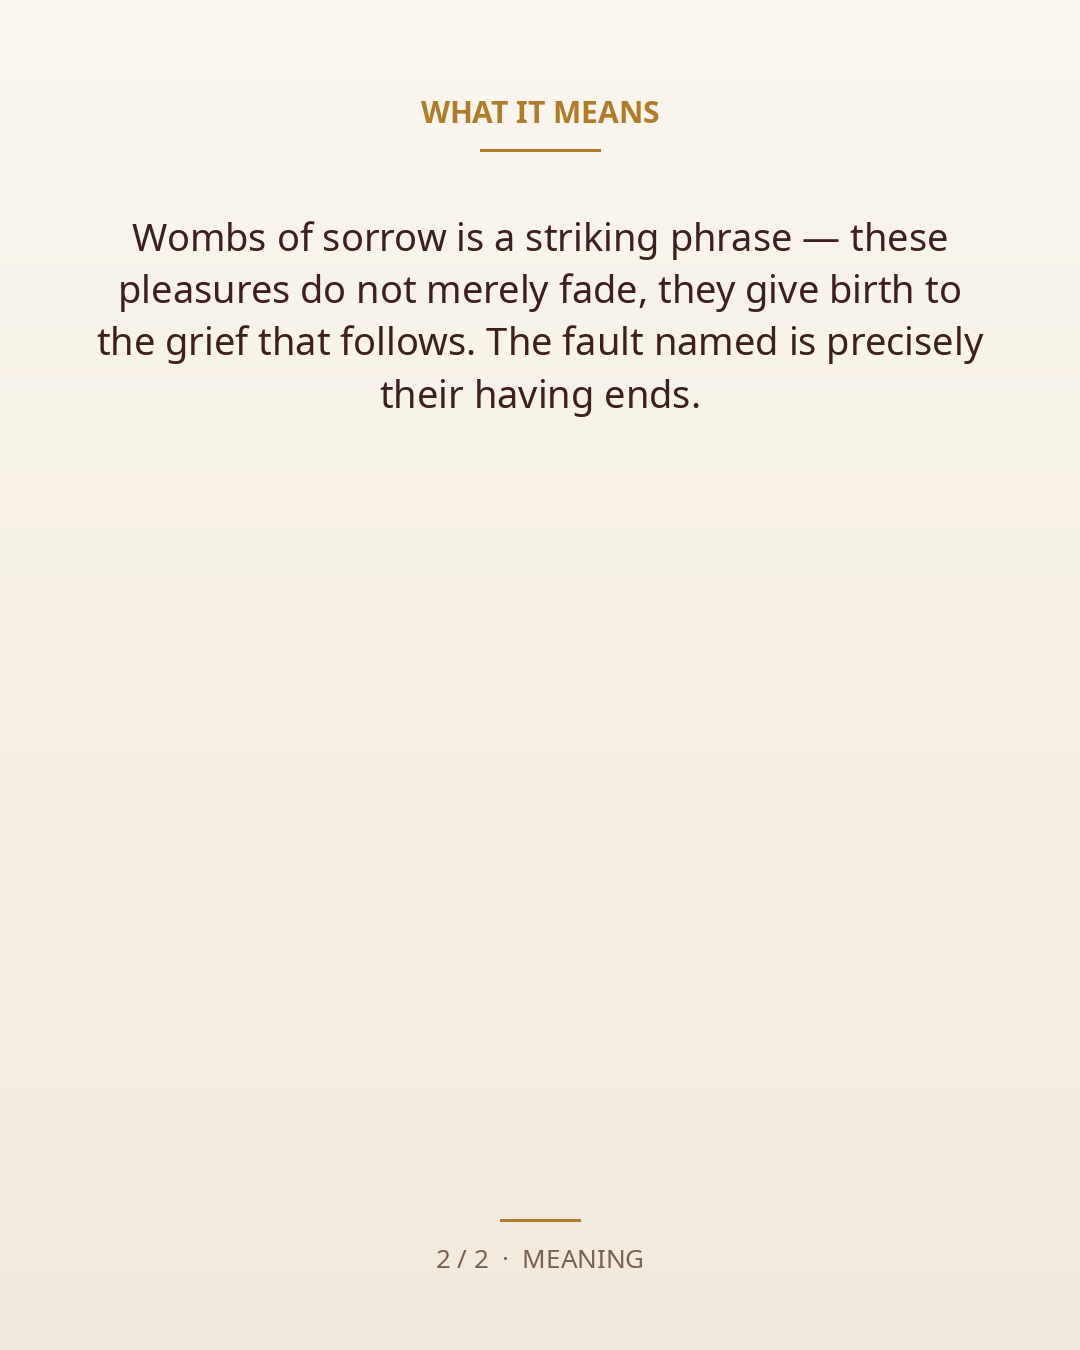 WHAT IT MEANS
Wombs of sorrow is a striking phrase — these
pleasures do not merely fade, they give birth to
the grief that follows. The fault named is precisely
their having ends.
2 / 2 · MEANING